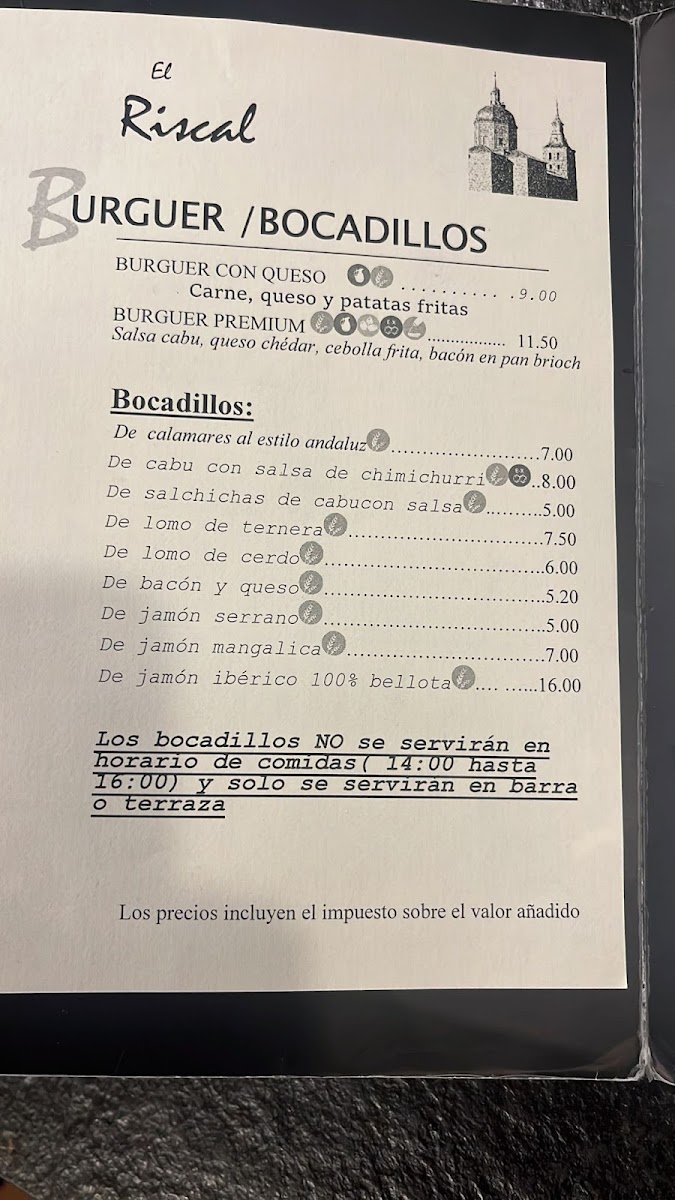 El
Riscal
BURGUER /BOCADILLOS
BURGUER CON QUESO ...........9.00
Carne, queso y patatas fritas
BURGUER PREMIUM ................. 11.50
Salsa cabu, queso chédar, cebolla frita, bacón en pan brioch
Bocadillos:
De calamares al estilo andaluz.......................7.00
De cabu con salsa de chimichurri..8.00
De salchichas de cabucon salsa.........5.00
De lomo de ternera..............................7.50
De lomo de cerdo.................................6.00
De bacón y queso.................................5.20
De jamón serrano.................................5.00
De jamón mangalica..............................7.00
De jamón ibérico 100% bellota.... ......16.00
Los bocadillos NO se servirán en
horario de comidas( 14:00 hasta
16:00) y solo se servirán en barra
o terraza
Los precios incluyen el impuesto sobre el valor añadido